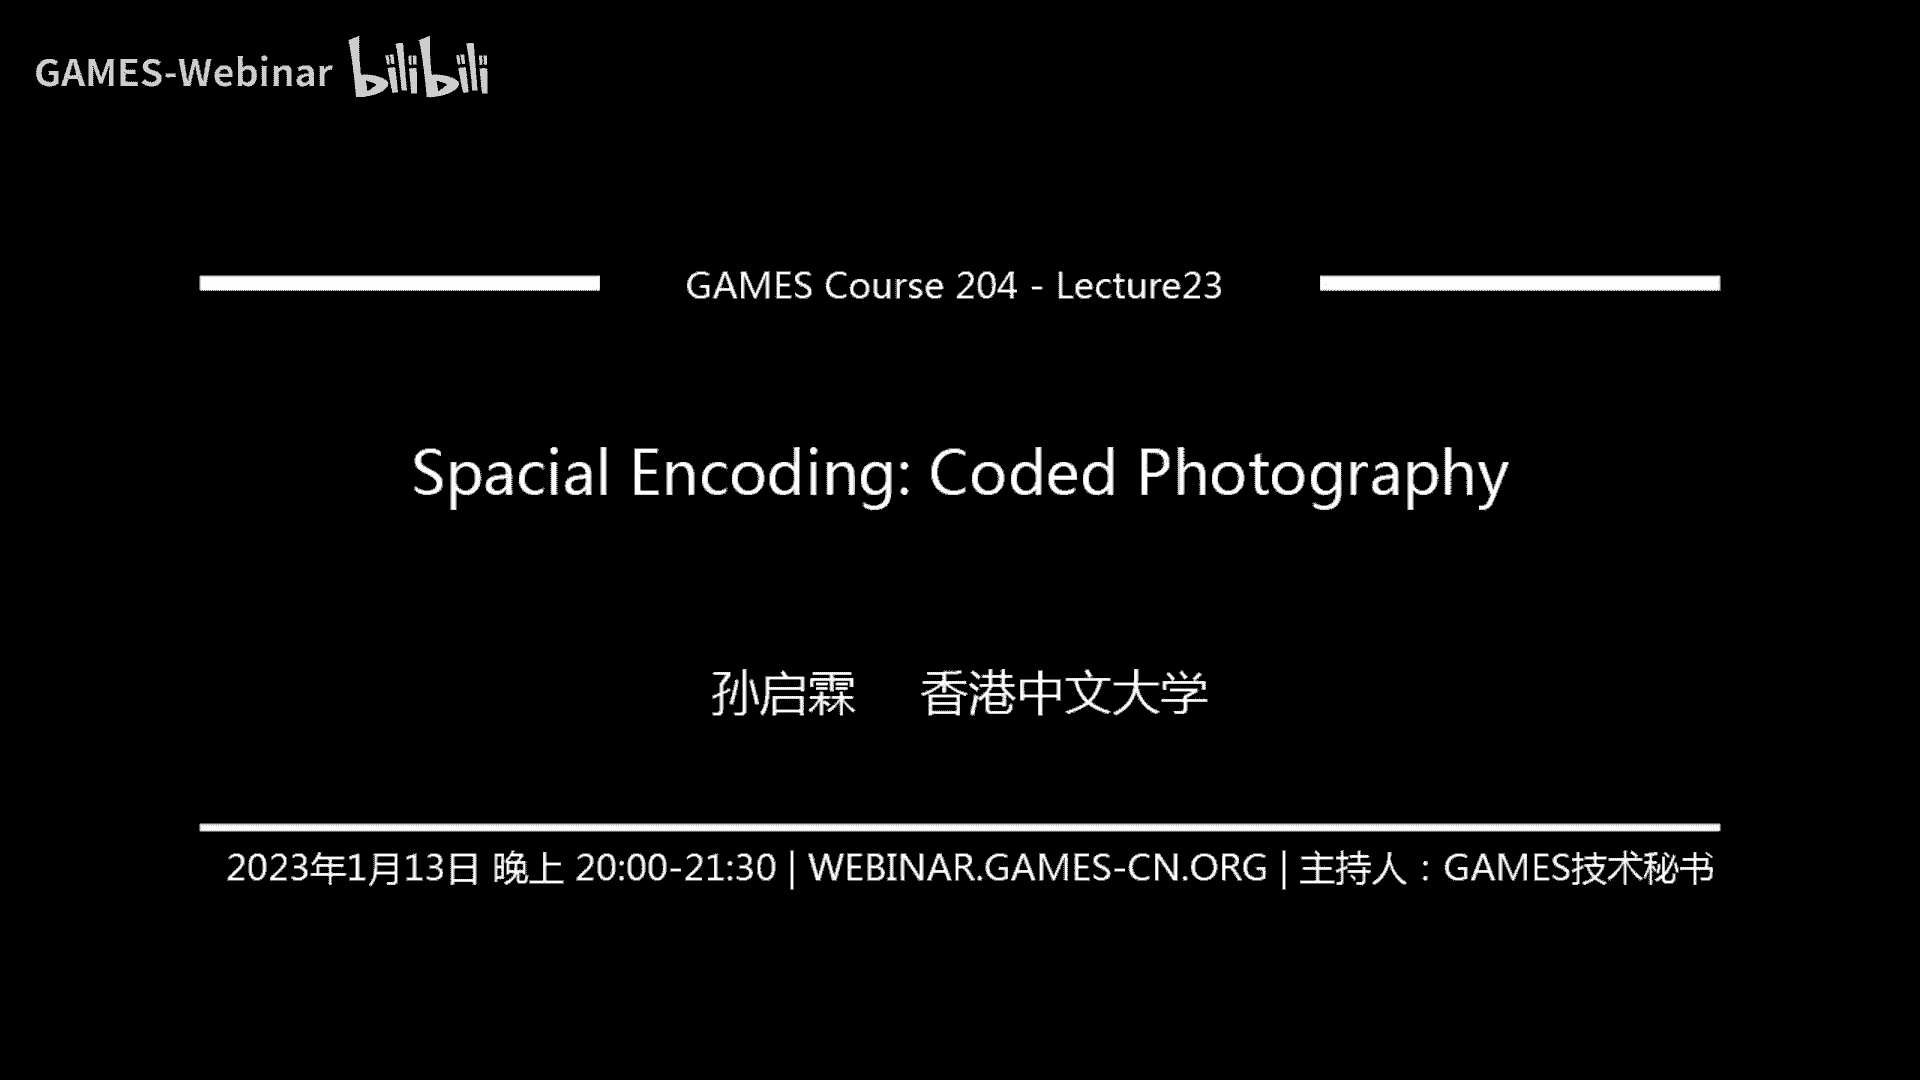 GAMES-Webinar bilibili
GAMES Course 204 - Lecture23
Spacial Encoding: Coded Photography
孙启霖 香港中文大学
2023年1月13日 晚上 20:00-21:30 | WEBINAR.GAMES-CN.ORG | 主持人：GAMES技术秘书